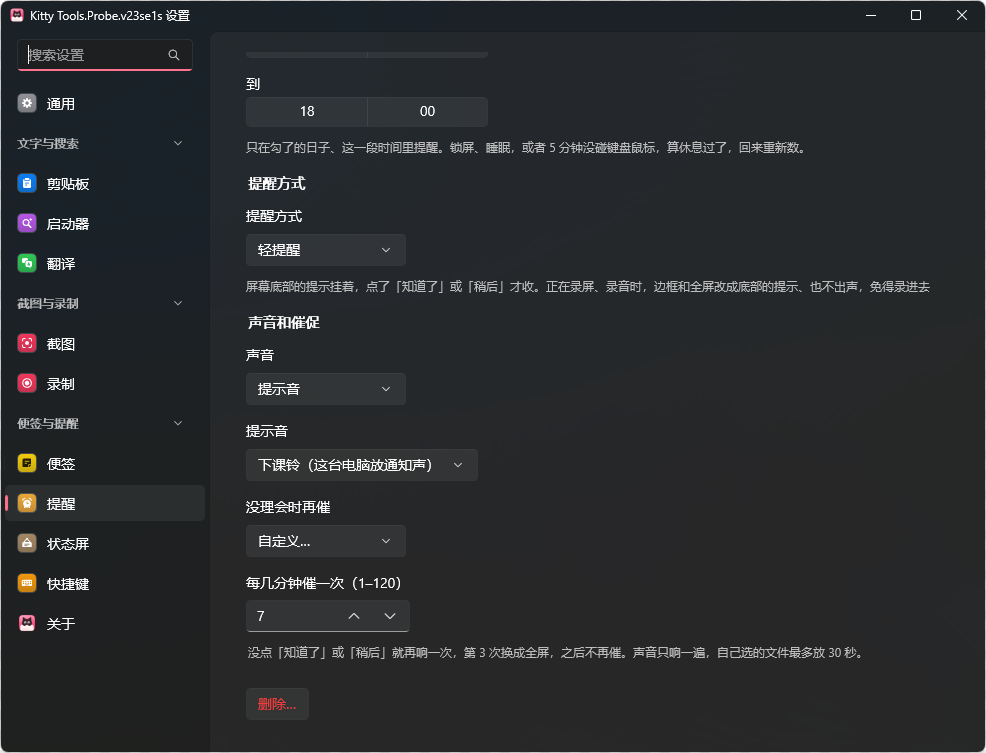 Kitty Tools.Probe.v23se1s 设置
搜索设置
通用
文字与搜索
剪贴板
启动器
翻译
截图与录制
截图
录制
便签与提醒
便签
提醒
状态屏
快捷键
关于
到
18 00
只在勾了的日子、这一段时间里提醒。锁屏、睡眠，或者 5 分钟没碰键盘鼠标，算休息过了，回来重新数。
提醒方式
提醒方式
轻提醒
屏幕底部的提示挂着，点了「知道了」或「稍后」才收。正在录屏、录音时，边框和全屏改成底部的提示、也不出声，免得录进去
声音和催促
声音
提示音
提示音
下课铃（这台电脑放通知声）
没理会时再催
自定义...
每几分钟催一次（1–120）
7
没点「知道了」或「稍后」就再响一次，第 3 次换成全屏，之后不再催。声音只响一遍，自己选的文件最多放 30 秒。
删除...